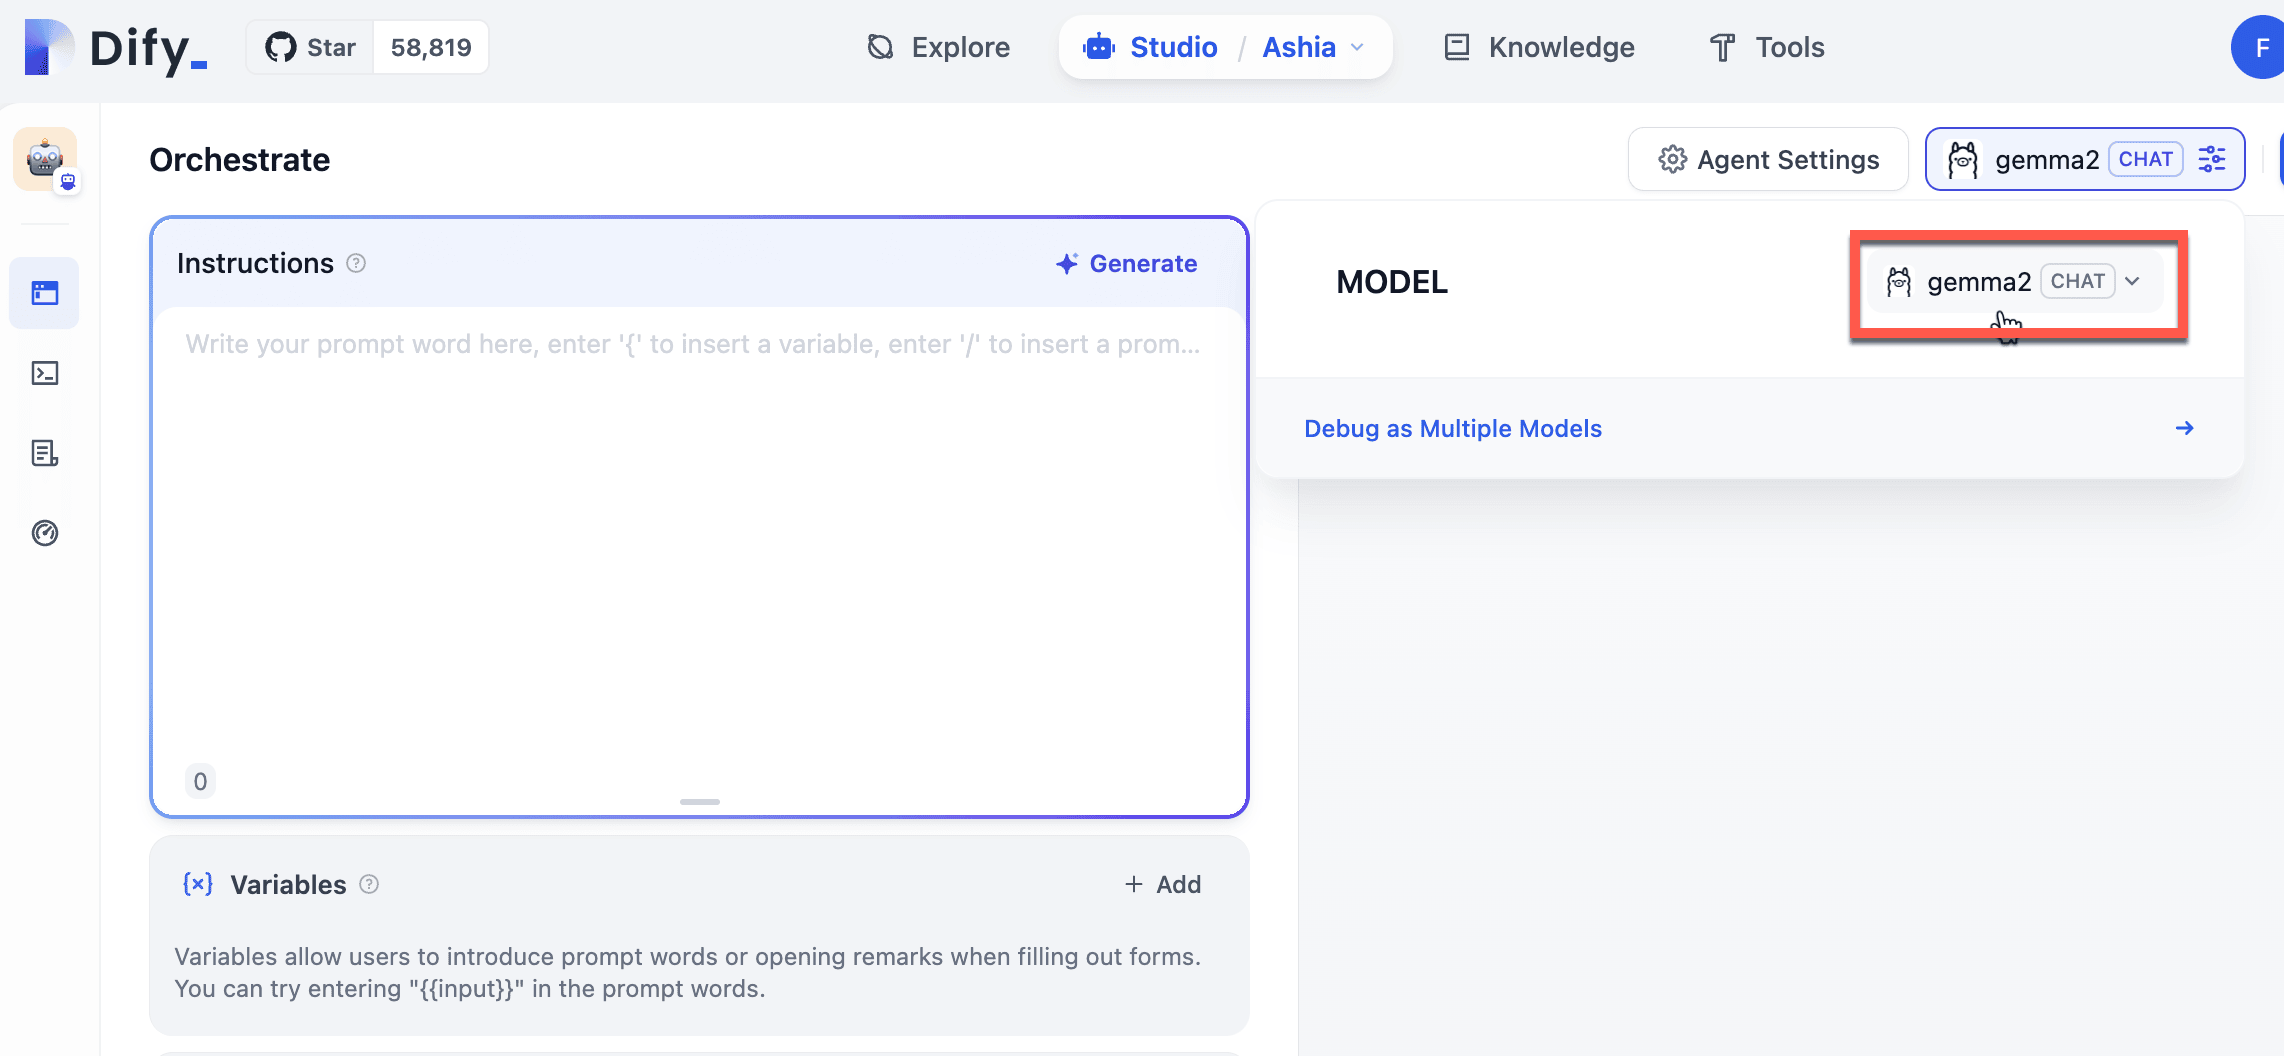 Dify_
Star 58,819
Explore
Studio / Ashia
Knowledge
Tools
F
Orchestrate
Agent Settings
gemma2 CHAT
Instructions
Generate
Write your prompt word here, enter '{' to insert a variable, enter '/' to insert a prom...
0
MODEL
gemma2 CHAT
Debug as Multiple Models
Variables
+ Add
Variables allow users to introduce prompt words or opening remarks when filling out forms.
You can try entering "{{input}}" in the prompt words.